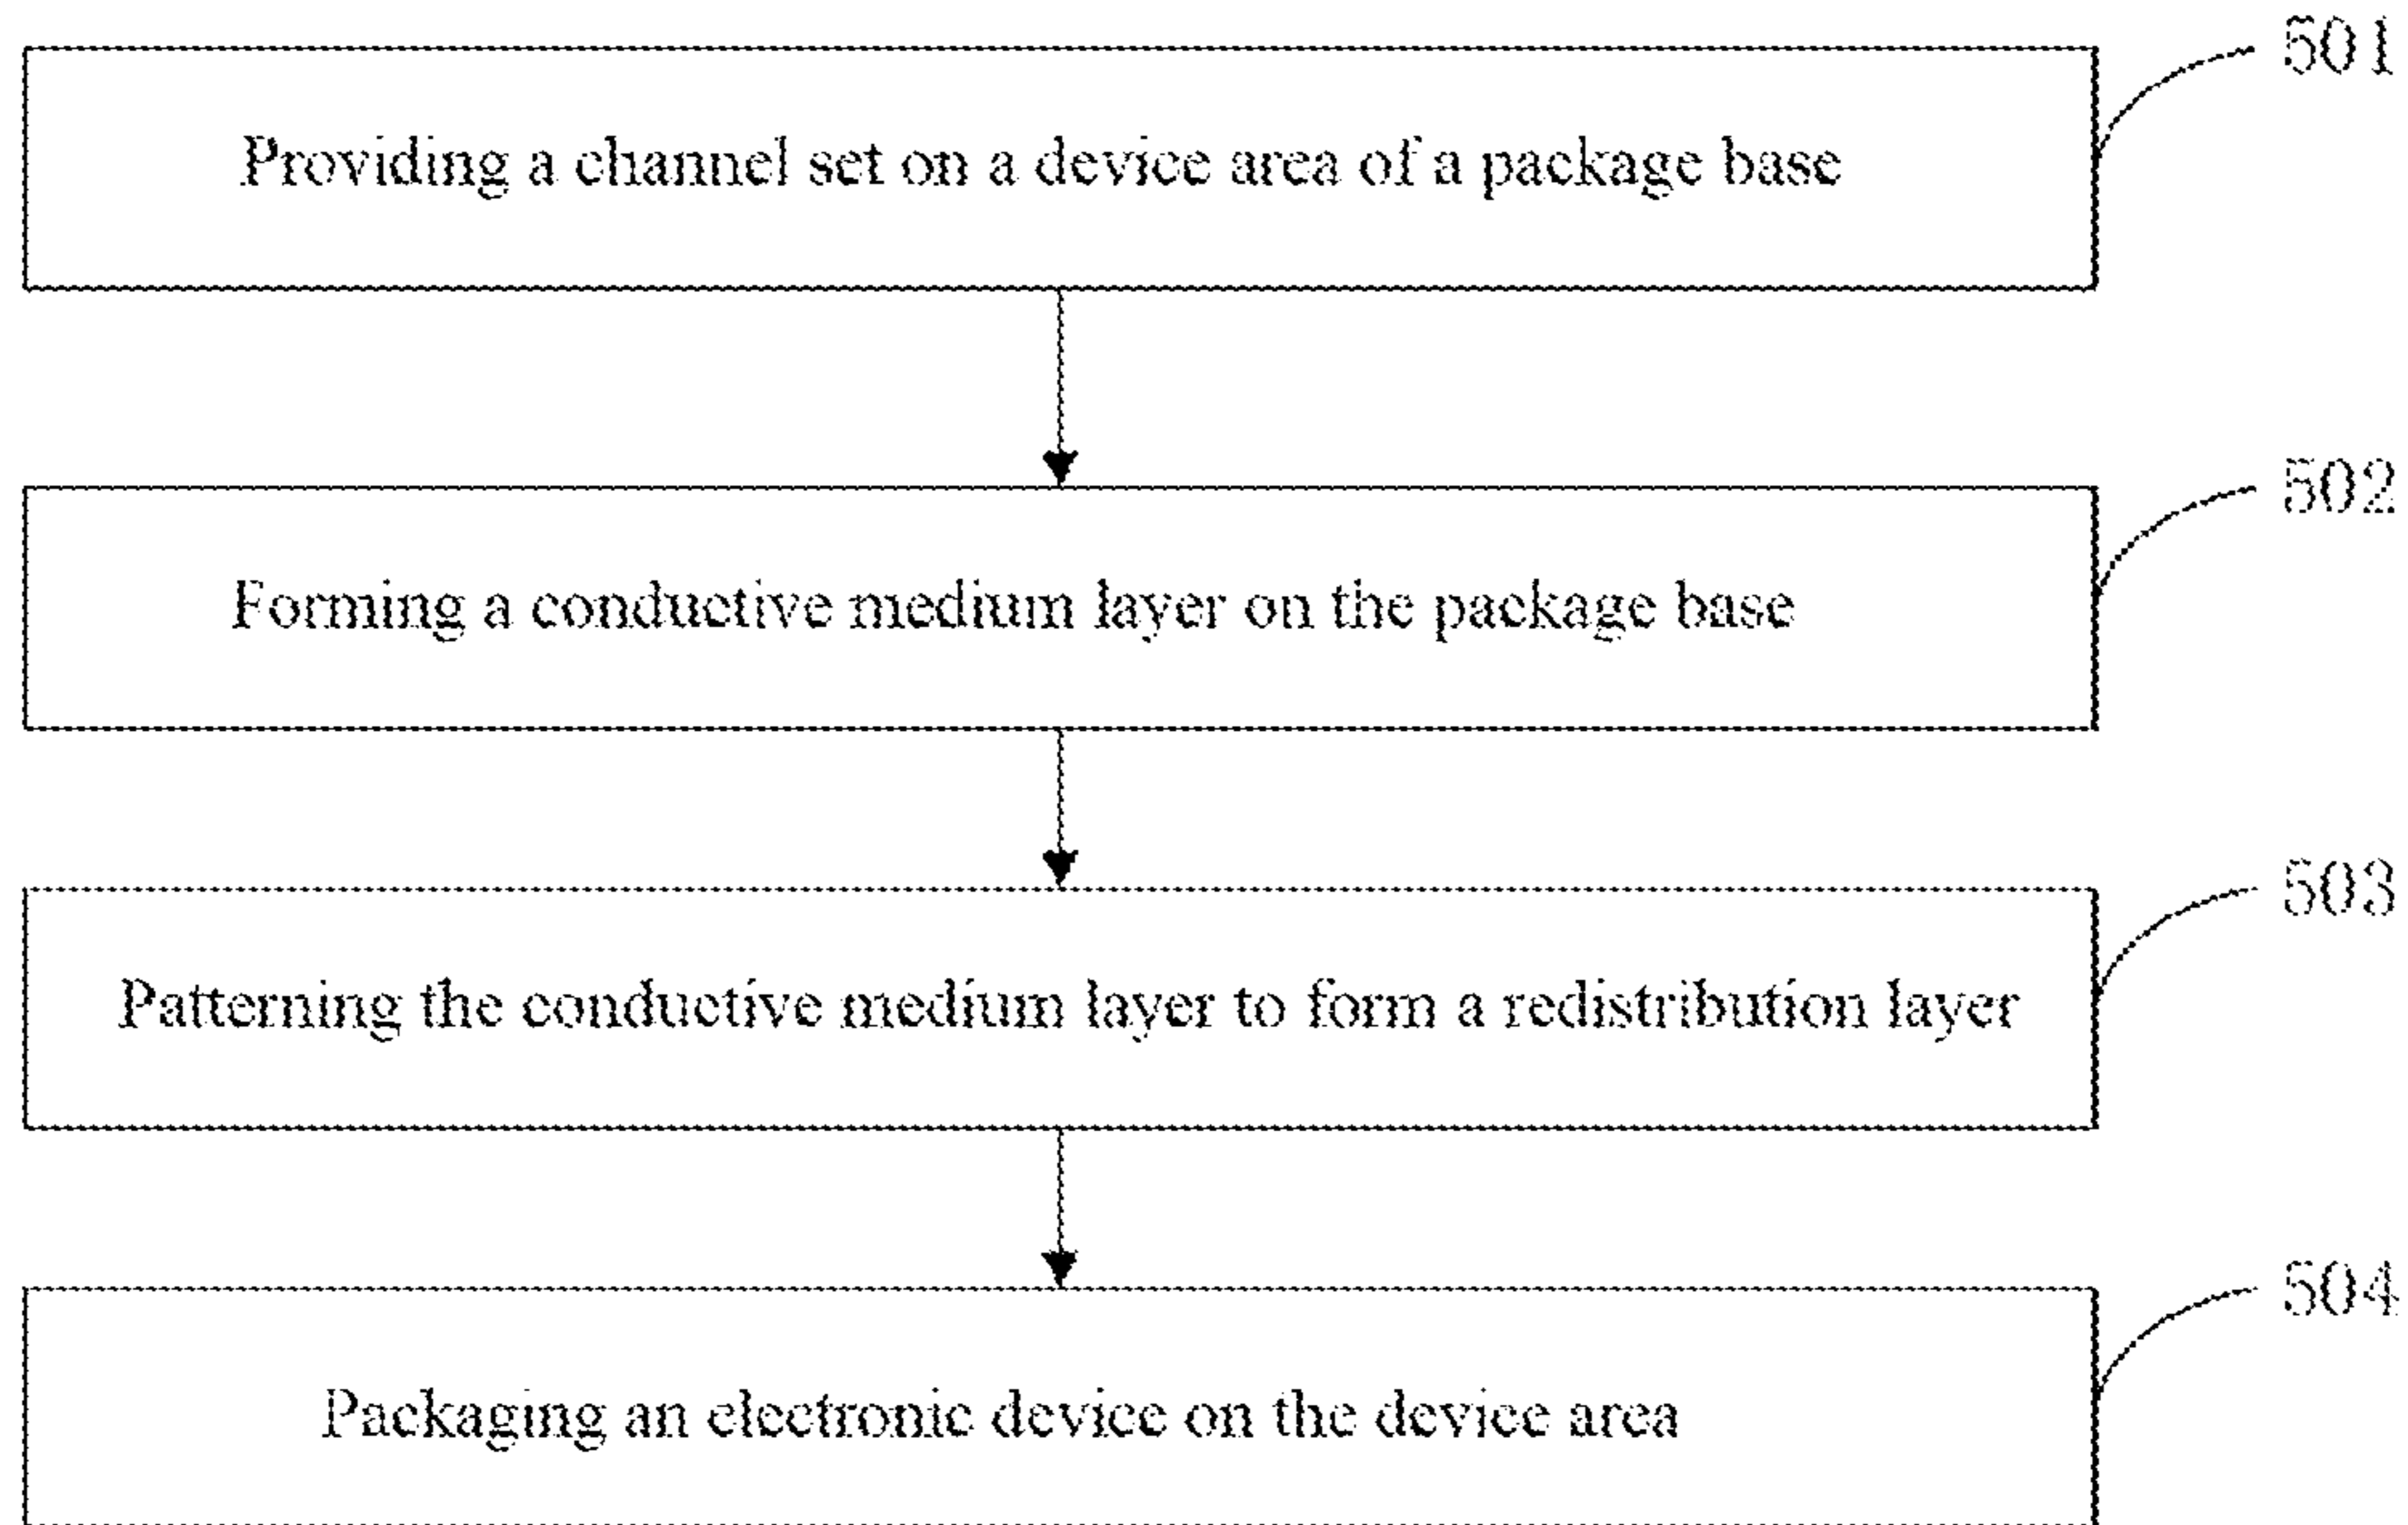 501
Providing a channel set on a device area of a package base
502
Forming a conductive medium layer on the package base
503
Patterning the conductive medium layer to form a redistribution layer
504
Packaging an electronic device on the device area